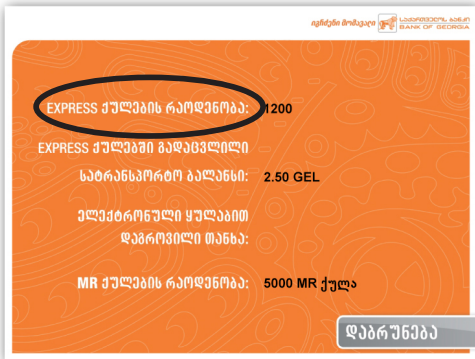 იგრძენი მომავალი საქართველოს ბანკი
BANK OF GEORGIA
EXPRESS ქულების რაოდენობა: 1200
EXPRESS ქულებში გადაცვლილი
სატრანსპორტო ბალანსი: 2.50 GEL
ელექტრონული ყულაბით
დაგროვილი თანხა:
MR ქულების რაოდენობა: 5000 MR ქულა
დაბრუნება